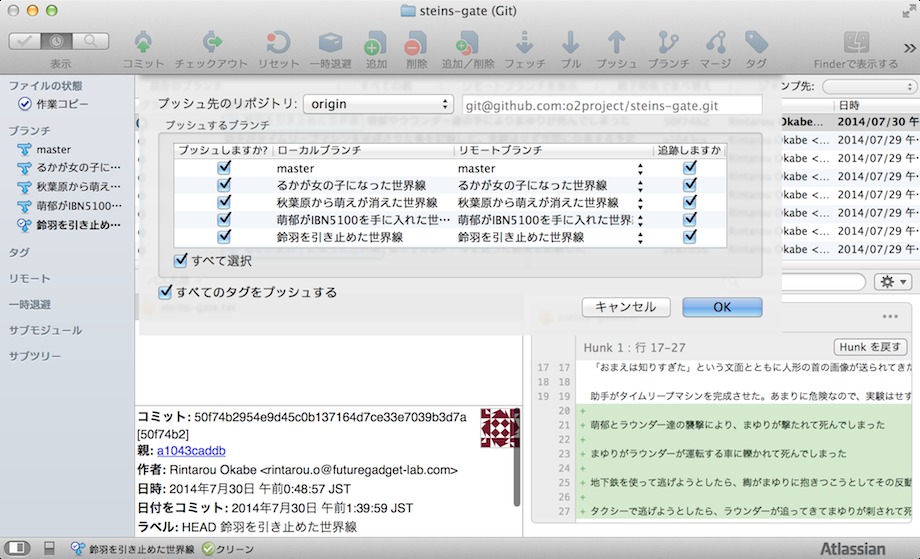 steins-gate (Git)
表示
コミット
チェックアウト
リセット
一時退避
追加
削除
追加/削除
フェッチ
プル
プッシュ
ブランチ
マージ
タグ
Finderで表示する
ファイルの状態
作業コピー
ブランチ
master
るかが女の子に…
秋葉原から萌え…
萌郁がIBN5100…
鈴羽を引き止め…
タグ
リモート
一時退避
サブモジュール
サブツリー
プッシュ先のリポジトリ: origin git@github.com:o2project/steins-gate.git
プッシュするブランチ
プッシュしますか? ローカルブランチ リモートブランチ 追跡しますか
master master
るかが女の子になった世界線 るかが女の子になった世界線
秋葉原から萌えが消えた世界線 秋葉原から萌えが消えた世界線
萌郁がIBN5100を手に入れた世… 萌郁がIBN5100を手に入れた世界
鈴羽を引き止めた世界線 鈴羽を引き止めた世界線
すべて選択
すべてのタグをプッシュする
キャンセル OK
ンプ先:
日時
Okabe... 2014/07/30 午
Okabe <... 2014/07/29 午
Okabe <... 2014/07/29 午
Okabe <... 2014/07/29 午
Okabe <... 2014/07/29 午
Okabe <... 2014/07/29 午
Okabe <... 2014/07/29 午
Okabe <... 2014/07/29 午
Hunk 1 : 行 17-27 Hunk を戻す
17 17 「おまえは知りすぎた」という文面とともに人形の首の画像が送られてきた
18 18
19 19 助手がタイムリープマシンを完成させた。あまりに危険なので、実験はせず
20 +
21 + 萌郁とラウンダー達の襲撃により、まゆりが撃たれて死んでしまった
22 +
23 + まゆりがラウンダーが運転する車に轢かれて死んでしまった
24 +
25 + 地下鉄を使って逃げようとしたら、綯がまゆりに抱きつこうとしてその反動
26 +
27 + タクシーで逃げようとしたら、ラウンダーが追ってきてまゆりが刺されて死
コミット: 50f74b2954e9d45c0b137164d7ce33e7039b3d7a
[50f74b2]
親: a1043caddb
作者: Rintarou Okabe <rintarou.o@futuregadget-lab.com>
日時: 2014年7月30日 午前0:48:57 JST
日付をコミット: 2014年7月30日 午前1:39:59 JST
ラベル: HEAD 鈴羽を引き止めた世界線
鈴羽を引き止めた世界線 クリーン
Atlassian